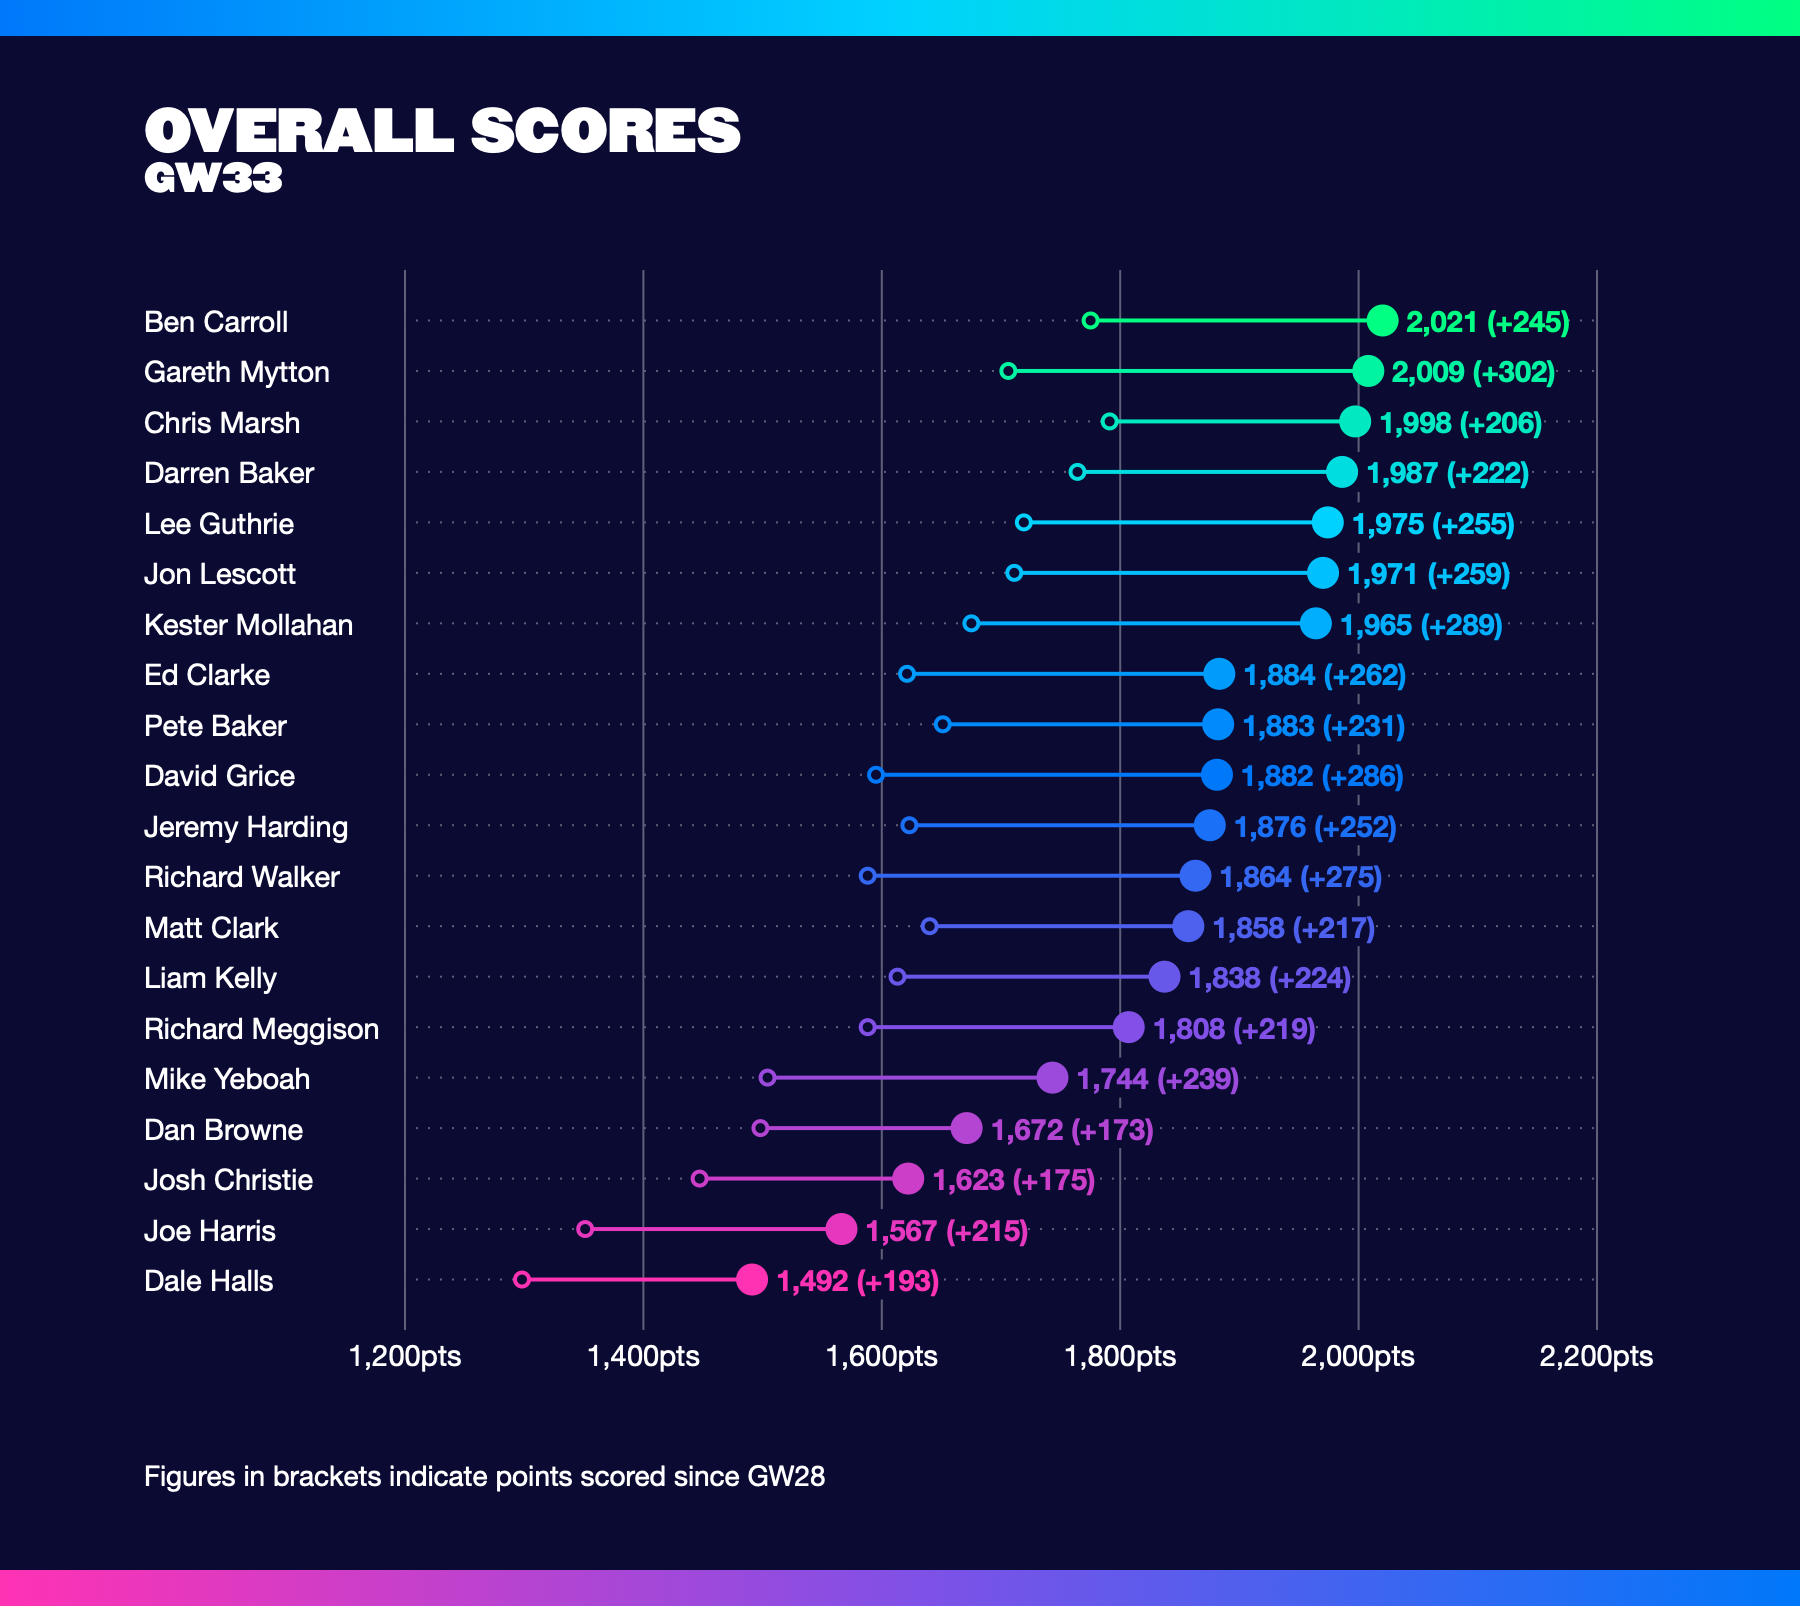 OVERALL SCORES
GW33
Ben Carroll 2,021 (+245)
Gareth Mytton 2,009 (+302)
Chris Marsh 1,998 (+206)
Darren Baker 1,987 (+222)
Lee Guthrie 1,975 (+255)
Jon Lescott 1,971 (+259)
Kester Mollahan 1,965 (+289)
Ed Clarke 1,884 (+262)
Pete Baker 1,883 (+231)
David Grice 1,882 (+286)
Jeremy Harding 1,876 (+252)
Richard Walker 1,864 (+275)
Matt Clark 1,858 (+217)
Liam Kelly 1,838 (+224)
Richard Meggison 1,808 (+219)
Mike Yeboah 1,744 (+239)
Dan Browne 1,672 (+173)
Josh Christie 1,623 (+175)
Joe Harris 1,567 (+215)
Dale Halls 1,492 (+193)
1,200pts 1,400pts 1,600pts 1,800pts 2,000pts 2,200pts
Figures in brackets indicate points scored since GW28